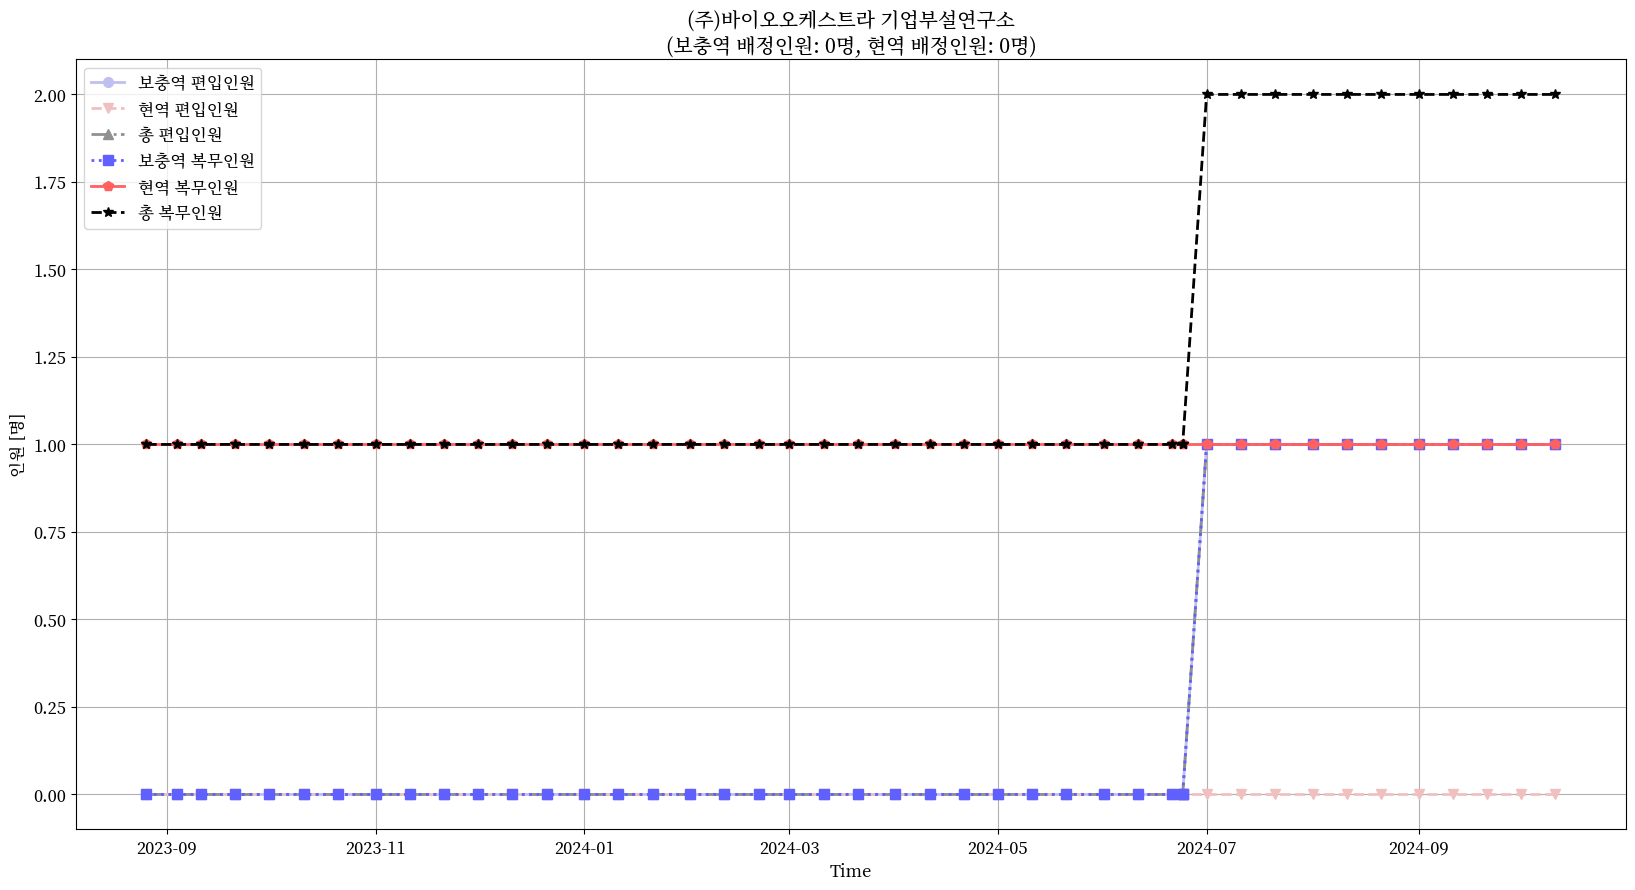 (주)바이오오케스트라 기업부설연구소
(보충역 배정인원: 0명, 현역 배정인원: 0명)
보충역 편입인원
현역 편입인원
총 편입인원
보충역 복무인원
현역 복무인원
총 복무인원
2.00
1.75
1.50
1.25
1.00
0.75
0.50
0.25
0.00
인원 [명]
2023-09 2023-11 2024-01 2024-03 2024-05 2024-07 2024-09
Time